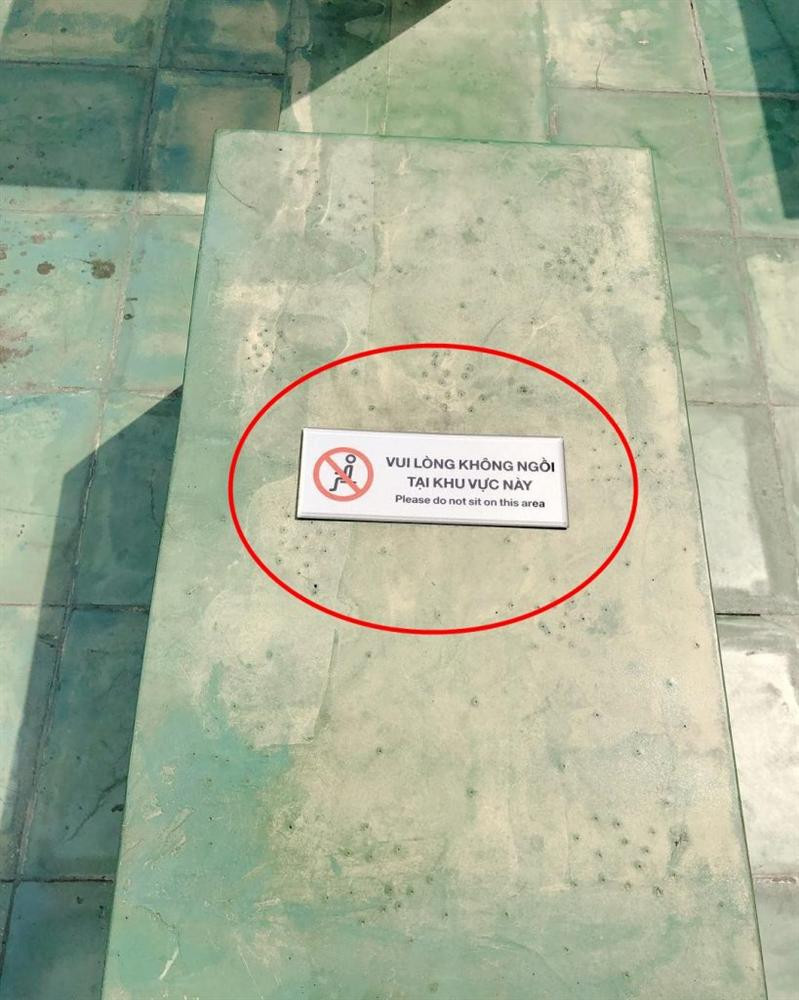 VUI LÒNG KHÔNG NGỒI
TẠI KHU VỰC NÀY
Please do not sit on this area